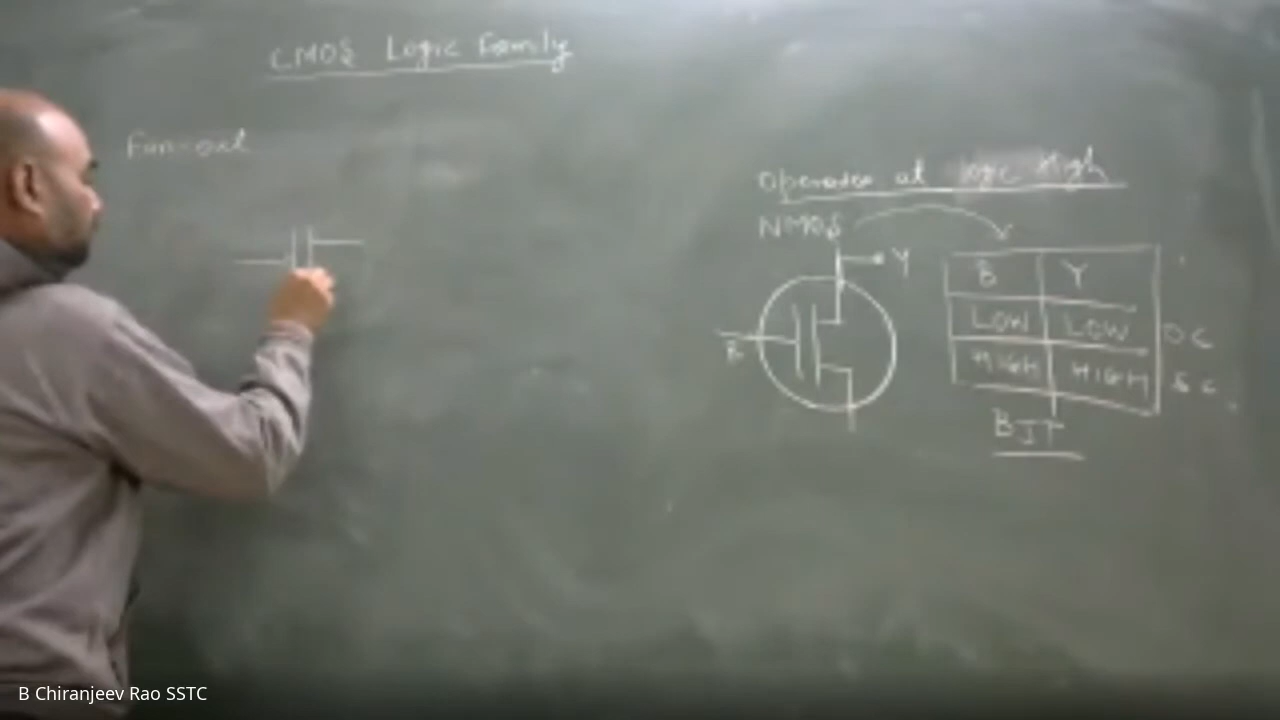 CMOS Logic Family
Fan-out
Operates at logic High
NMOS
Y
B
B Y
LOW LOW O C
HIGH HIGH S C
BJT
B Chiranjeev Rao SSTC